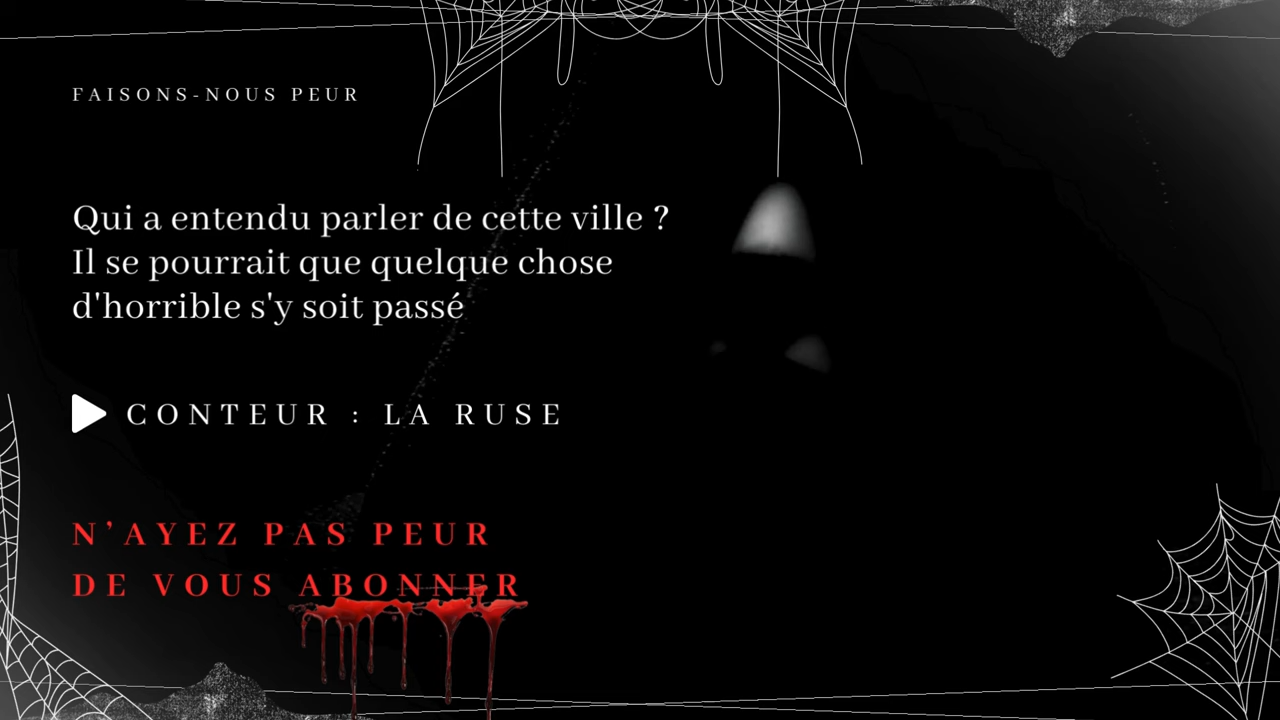 FAISONS-NOUS PEUR
Qui a entendu parler de cette ville ?
Il se pourrait que quelque chose
d'horrible s'y soit passé
CONTEUR : LA RUSE
N'AYEZ PAS PEUR
DE VOUS ABONNER